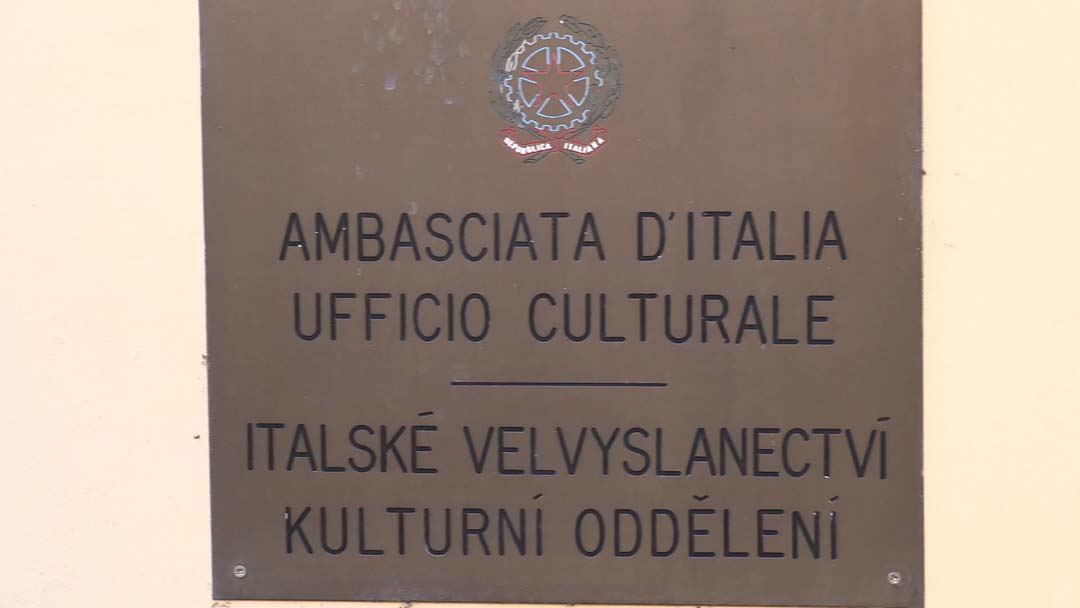 REPUBBLICA ITALIANA
AMBASCIATA D'ITALIA
UFFICIO CULTURALE
ITALSKÉ VELVYSLANECTVÍ
KULTURNÍ ODDĚLENÍ